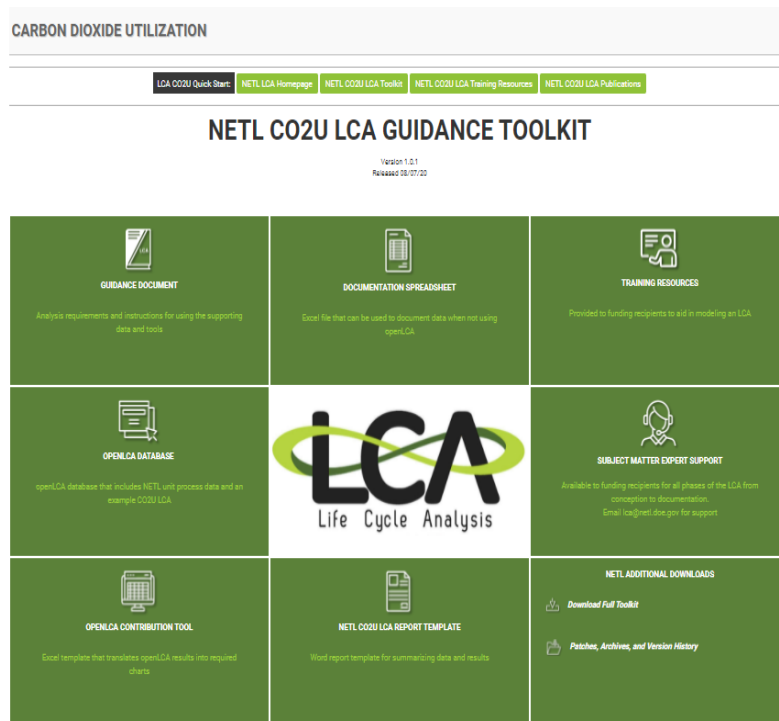 CARBON DIOXIDE UTILIZATION
LCA CO2U Quick Start:
NETL LCA Homepage
NETL CO2U LCA Toolkit
NETL CO2U LCA Training Resources
NETL CO2U LCA Publications
NETL CO2U LCA GUIDANCE TOOLKIT
Version 1.0.1
Released 08/07/20
LCA
GUIDANCE DOCUMENT
Analysis requirements and instructions for using the supporting
data and tools
DOCUMENTATION SPREADSHEET
Excel file that can be used to document data when not using
openLCA
TRAINING RESOURCES
Provided to funding recipients to aid in modeling an LCA
OPENLCA DATABASE
openLCA database that includes NETL unit process data and an
example CO2U LCA
LCA
Life Cycle Analysis
SUBJECT MATTER EXPERT SUPPORT
Available to funding recipients for all phases of the LCA from
conception to documentation.
Email lca@netl.doe.gov for support
OPENLCA CONTRIBUTION TOOL
Excel template that translates openLCA results into required
charts
NETL CO2U LCA REPORT TEMPLATE
Word report template for summarizing data and results
NETL ADDITIONAL DOWNLOADS
Download Full Toolkit
Patches, Archives, and Version History